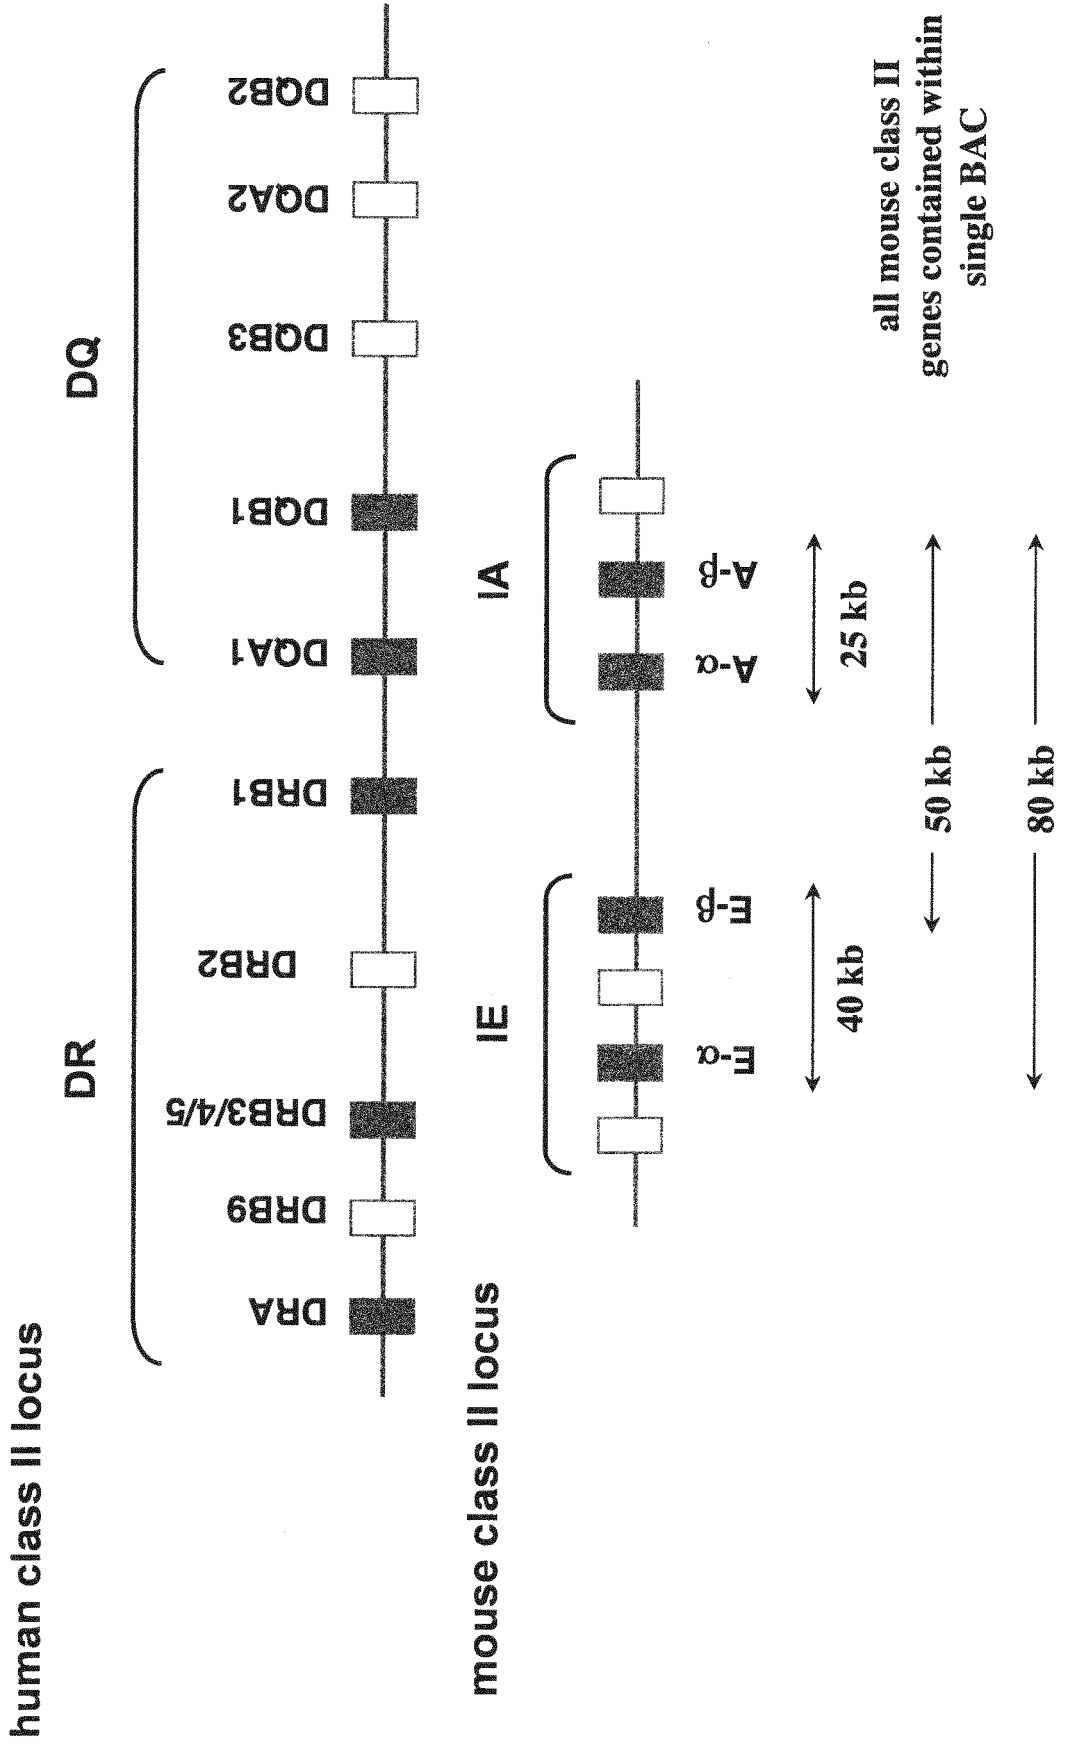 human class II locus
DR
DQ
DRA
DRB9
DRB3/4/5
DRB2
DRB1
DQA1
DQB1
DQB3
DQA2
DQB2
mouse class II locus
IE
IA
E-α
E-β
A-α
A-β
40 kb
25 kb
50 kb
80 kb
all mouse class II
genes contained within
single BAC